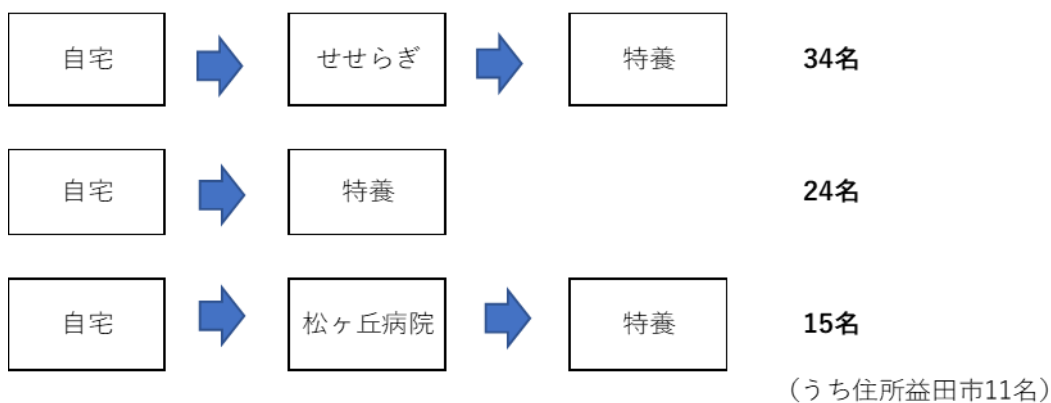 自宅 せせらぎ 特養 34名
自宅 特養 24名
自宅 松ヶ丘病院 特養 15名
（うち住所益田市11名）